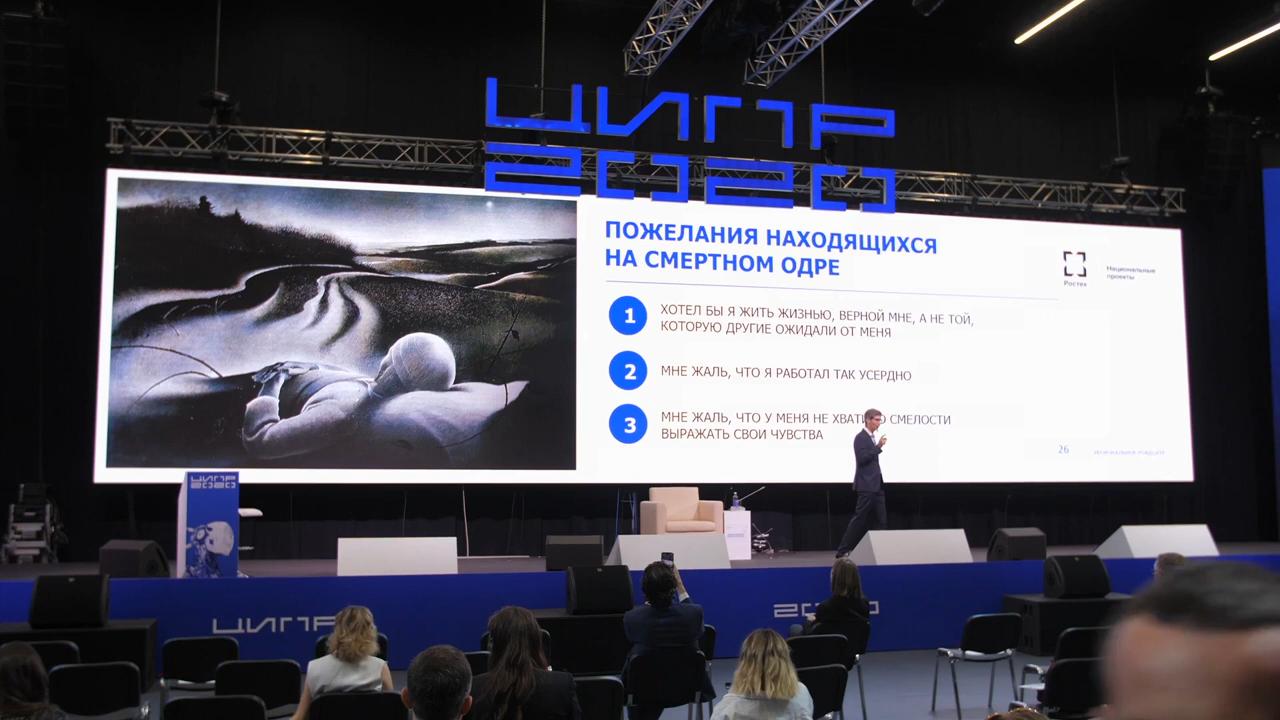 ЦИПР
2020
ПОЖЕЛАНИЯ НАХОДЯЩИХСЯ
НА СМЕРТНОМ ОДРЕ
Ростех
Национальные
проекты
1
ХОТЕЛ БЫ Я ЖИТЬ ЖИЗНЬЮ, ВЕРНОЙ МНЕ, А НЕ ТОЙ,
КОТОРУЮ ДРУГИЕ ОЖИДАЛИ ОТ МЕНЯ
2
МНЕ ЖАЛЬ, ЧТО Я РАБОТАЛ ТАК УСЕРДНО
3
МНЕ ЖАЛЬ, ЧТО У МЕНЯ НЕ ХВАТИ О СМЕЛОСТИ
ВЫРАЖАТЬ СВОИ ЧУВСТВА
26
ЦИПР
2020
ЦИПР